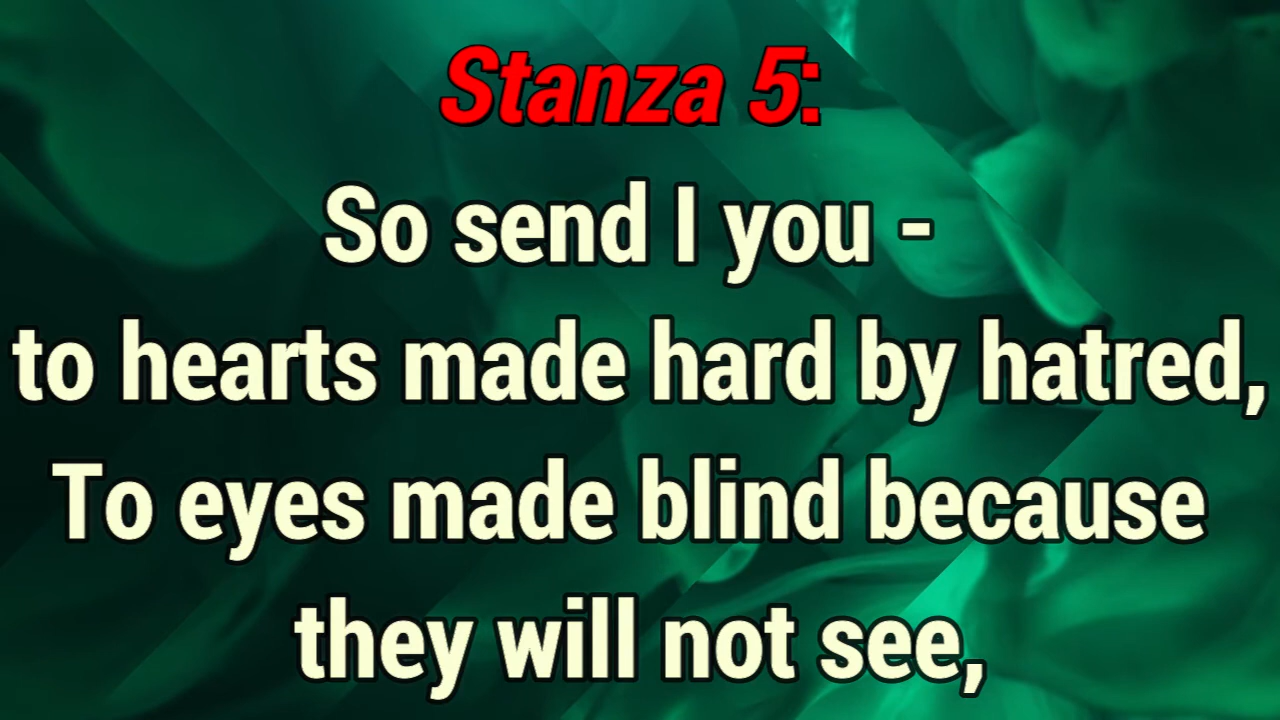 Stanza 5:
So send I you -
to hearts made hard by hatred,
To eyes made blind because
they will not see,